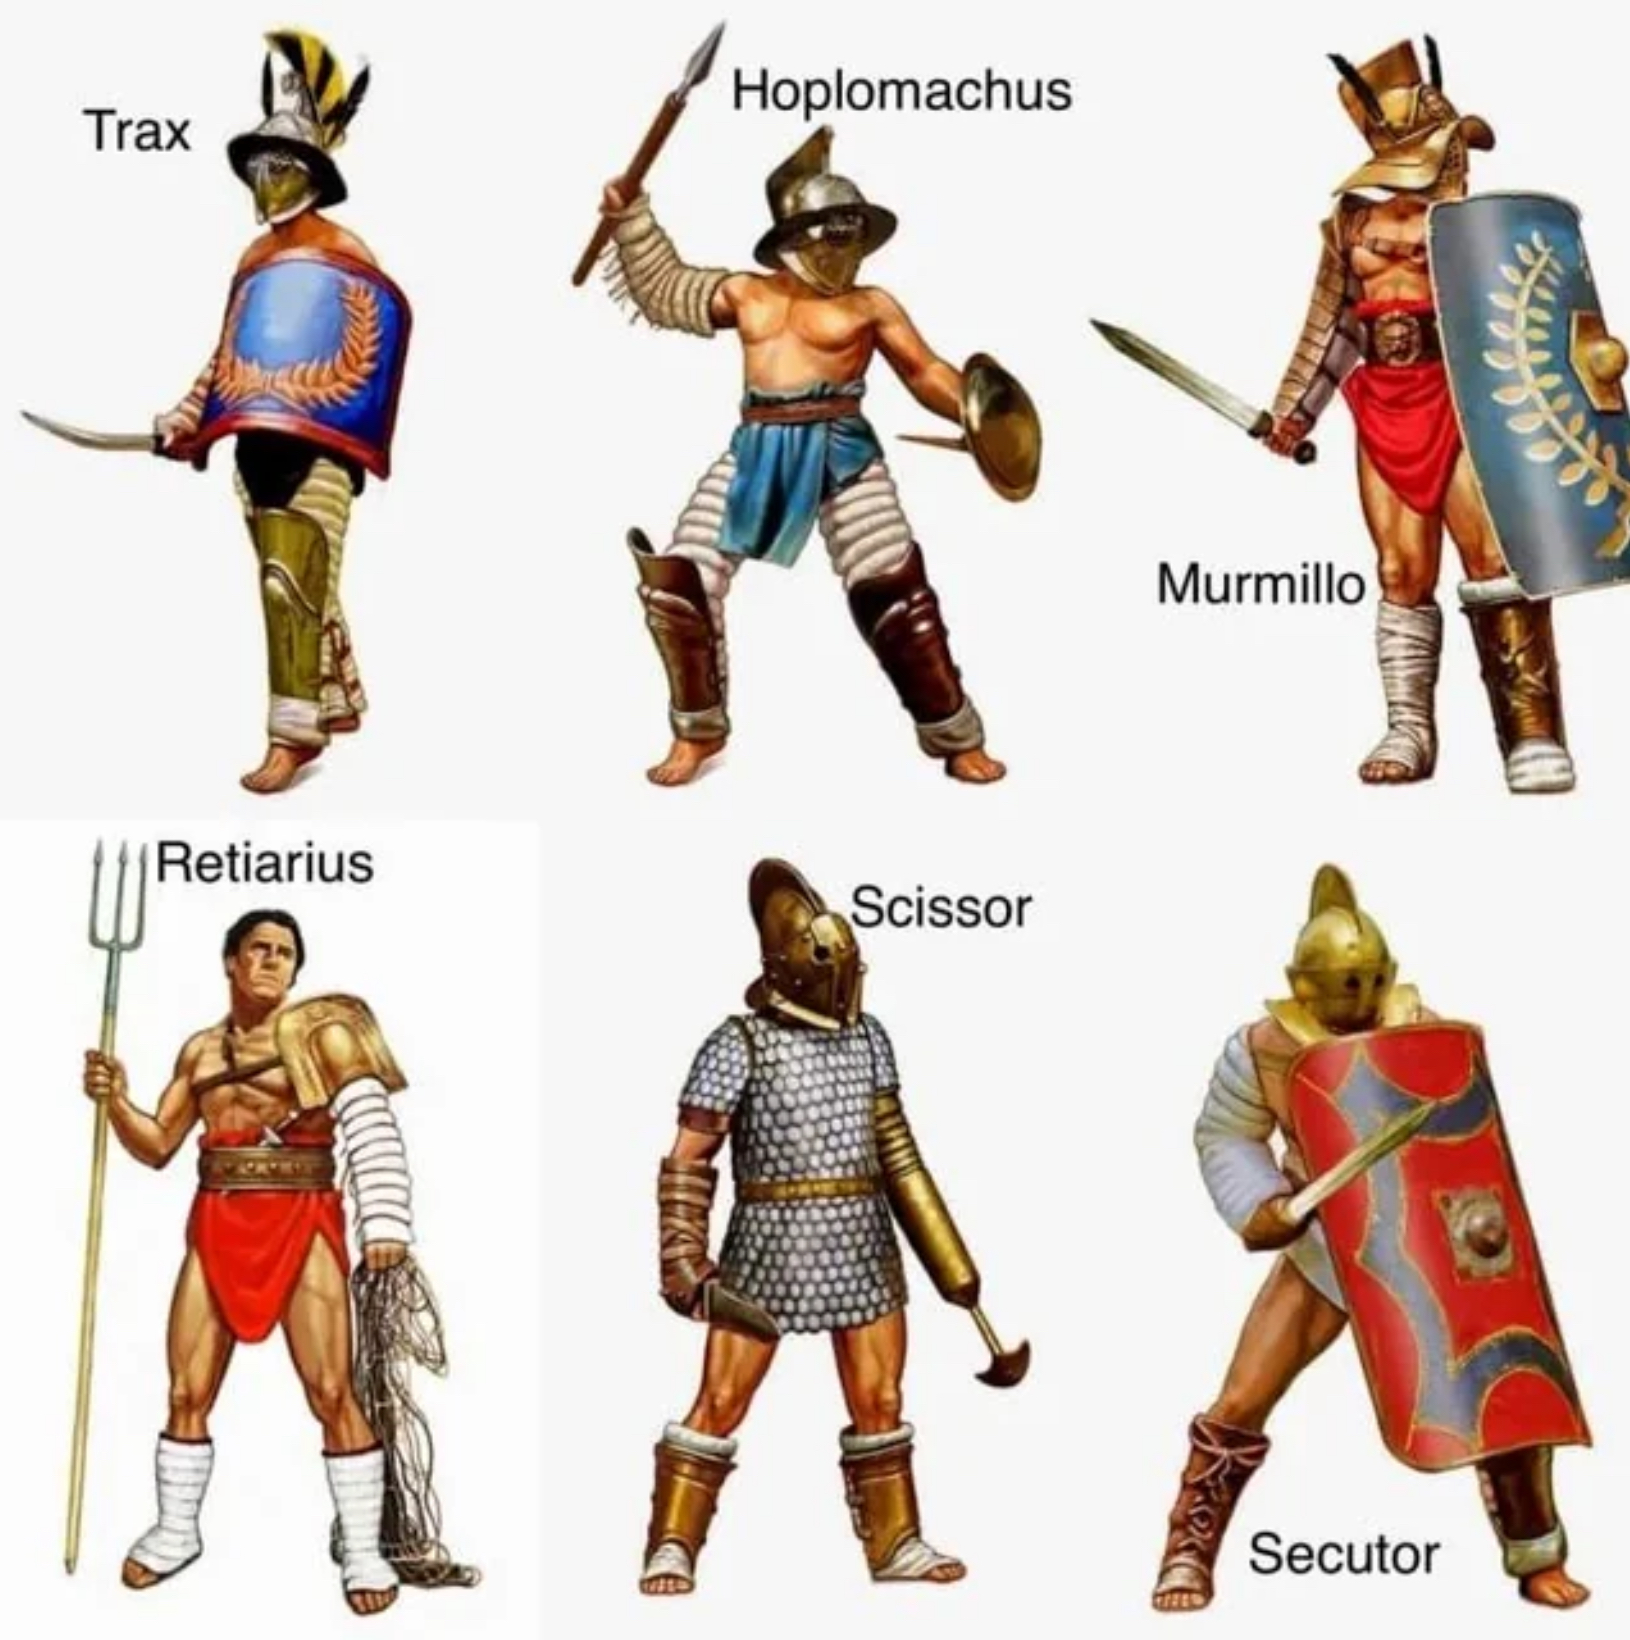 Trax
Hoplomachus
Murmillo
Retiarius
Scissor
Secutor